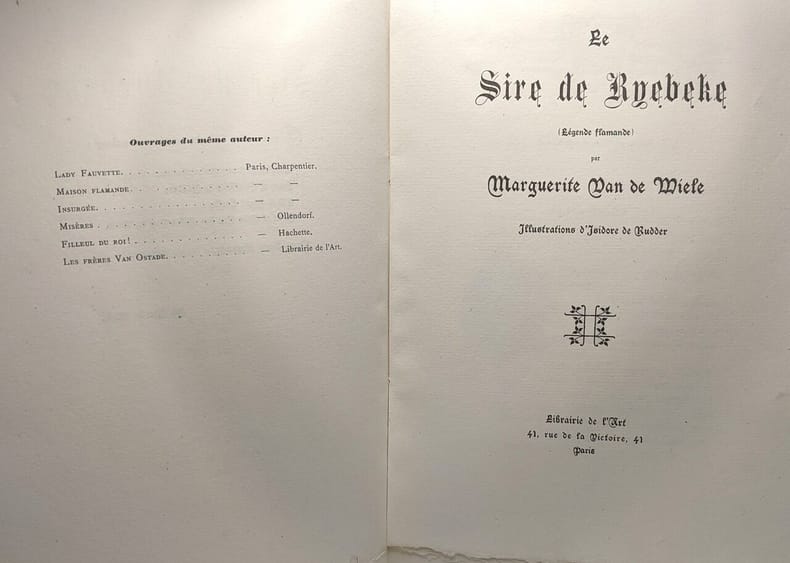 Ouvrages du même auteur :
Lady Fauvette. . . . . . . . . . . . . . . Paris, Charpentier.
Maison flamande. . . . . . . . . . . . . . — —
Insurgée. . . . . . . . . . . . . . . . . — —
Misères . . . . . . . . . . . . . . . . . — Ollendorf.
Filleul du roi! . . . . . . . . . . . . . — Hachette.
Les frères Van Ostade. . . . . . . . . . — Librairie de l'Art.
Le
Sire de Ryebeke
(Légende flamande)
par
Marguerite Van de Wiele
Illustrations d'Isidore de Rudder
Librairie de l'Art
41, rue de la Victoire, 41
Paris